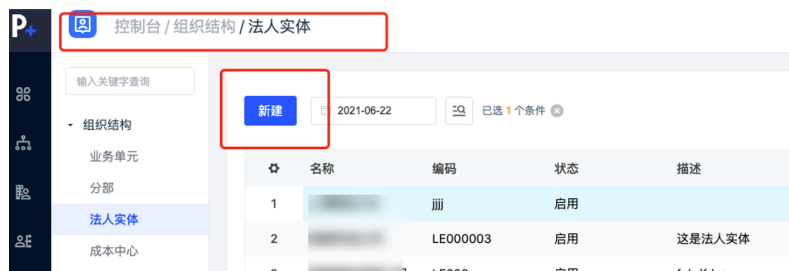 P+
控制台 / 组织结构 / 法人实体
输入关键字查询
组织结构
业务单元
分部
法人实体
成本中心
新建 2021-06-22 已选 1 个条件
名称 编码 状态 描述
1 jjjj 启用
2 LE000003 启用 这是法人实体